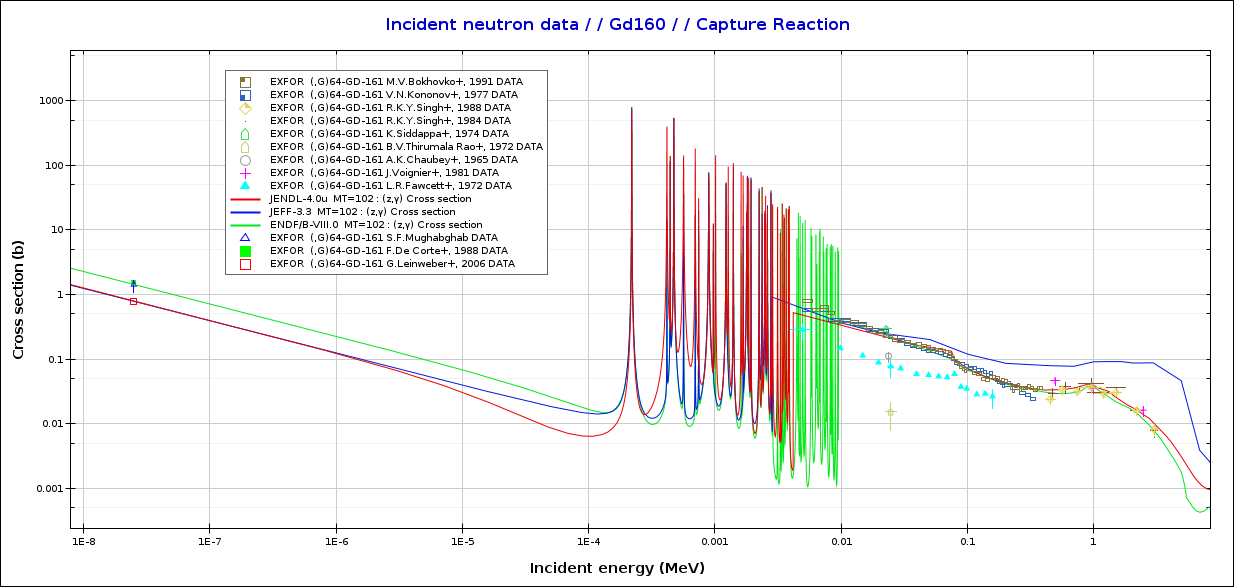 Incident neutron data / / Gd160 / / Capture Reaction
EXFOR (,G)64-GD-161 M.V.Bokhovko+, 1991 DATA
EXFOR (,G)64-GD-161 V.N.Kononov+, 1977 DATA
EXFOR (,G)64-GD-161 R.K.Y.Singh+, 1988 DATA
EXFOR (,G)64-GD-161 R.K.Y.Singh+, 1984 DATA
EXFOR (,G)64-GD-161 K.Siddappa+, 1974 DATA
EXFOR (,G)64-GD-161 B.V.Thirumala Rao+, 1972 DATA
EXFOR (,G)64-GD-161 A.K.Chaubey+, 1965 DATA
EXFOR (,G)64-GD-161 J.Voignier+, 1981 DATA
EXFOR (,G)64-GD-161 L.R.Fawcett+, 1972 DATA
JENDL-4.0u MT=102 : (z,γ) Cross section
JEFF-3.3 MT=102 : (z,γ) Cross section
ENDF/B-VIII.0 MT=102 : (z,γ) Cross section
EXFOR (,G)64-GD-161 S.F.Mughabghab DATA
EXFOR (,G)64-GD-161 F.De Corte+, 1988 DATA
EXFOR (,G)64-GD-161 G.Leinweber+, 2006 DATA
Cross section (b)
1000
100
10
1
0.1
0.01
0.001
1E-8 1E-7 1E-6 1E-5 1E-4 0.001 0.01 0.1 1
Incident energy (MeV)